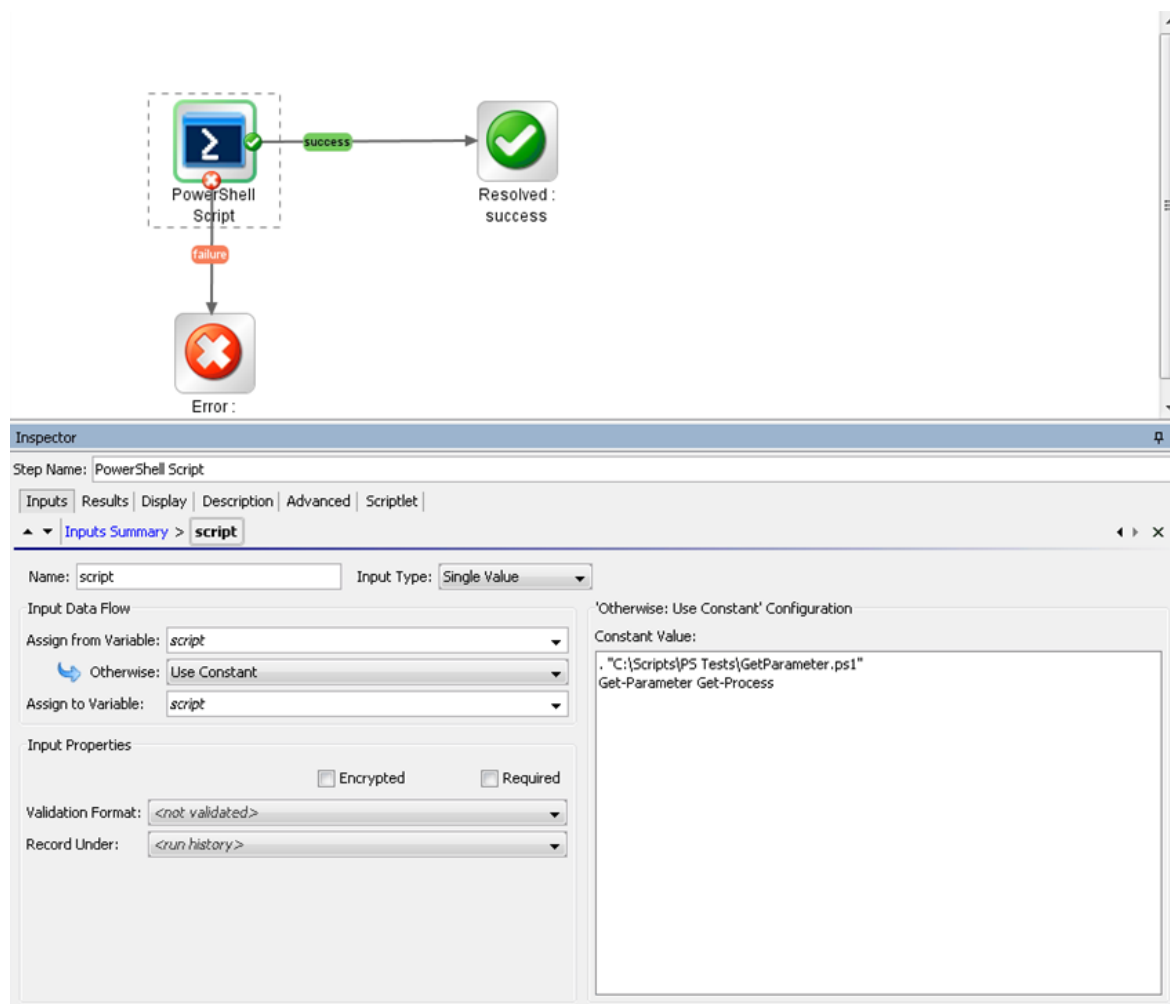 success
PowerShell
Script
Resolved :
success
failure
Error :
Inspector
Step Name: PowerShell Script
Inputs Results Display Description Advanced Scriptlet
Inputs Summary > script
Name: script Input Type: Single Value
Input Data Flow
Assign from Variable: script
Otherwise: Use Constant
Assign to Variable: script
Input Properties
Encrypted Required
Validation Format: <not validated>
Record Under: <run history>
'Otherwise: Use Constant' Configuration
Constant Value:
. "C:\Scripts\PS Tests\GetParameter.ps1"
Get-Parameter Get-Process